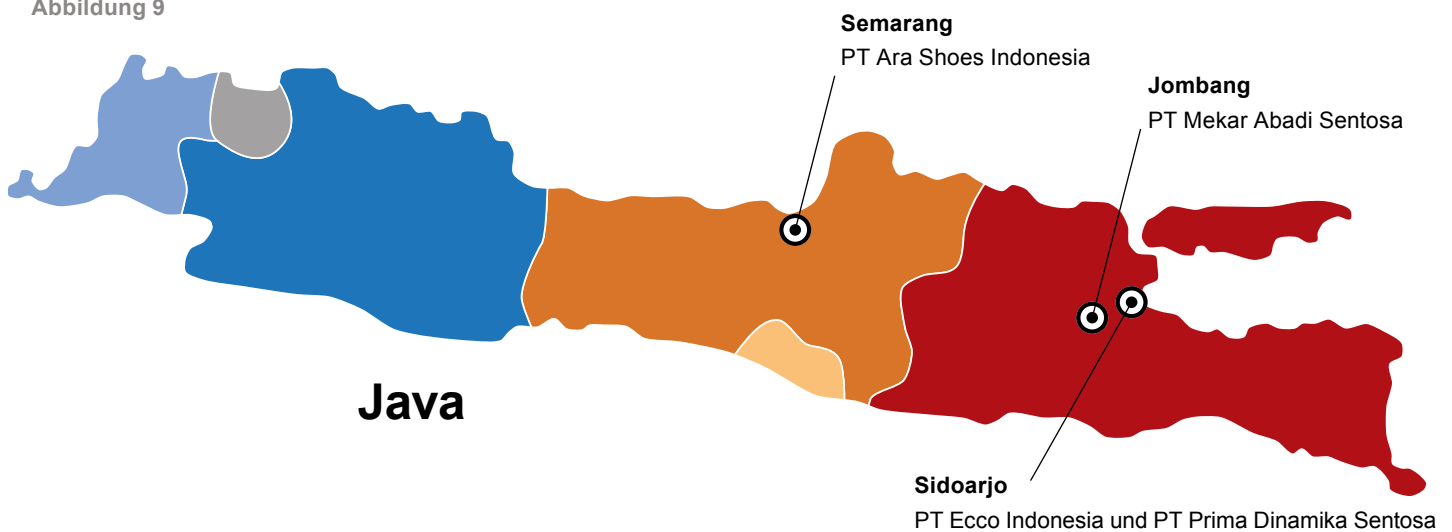 Abbildung 9
Semarang
PT Ara Shoes Indonesia
Jombang
PT Mekar Abadi Sentosa
Java
Sidoarjo
PT Ecco Indonesia und PT Prima Dinamika Sentosa